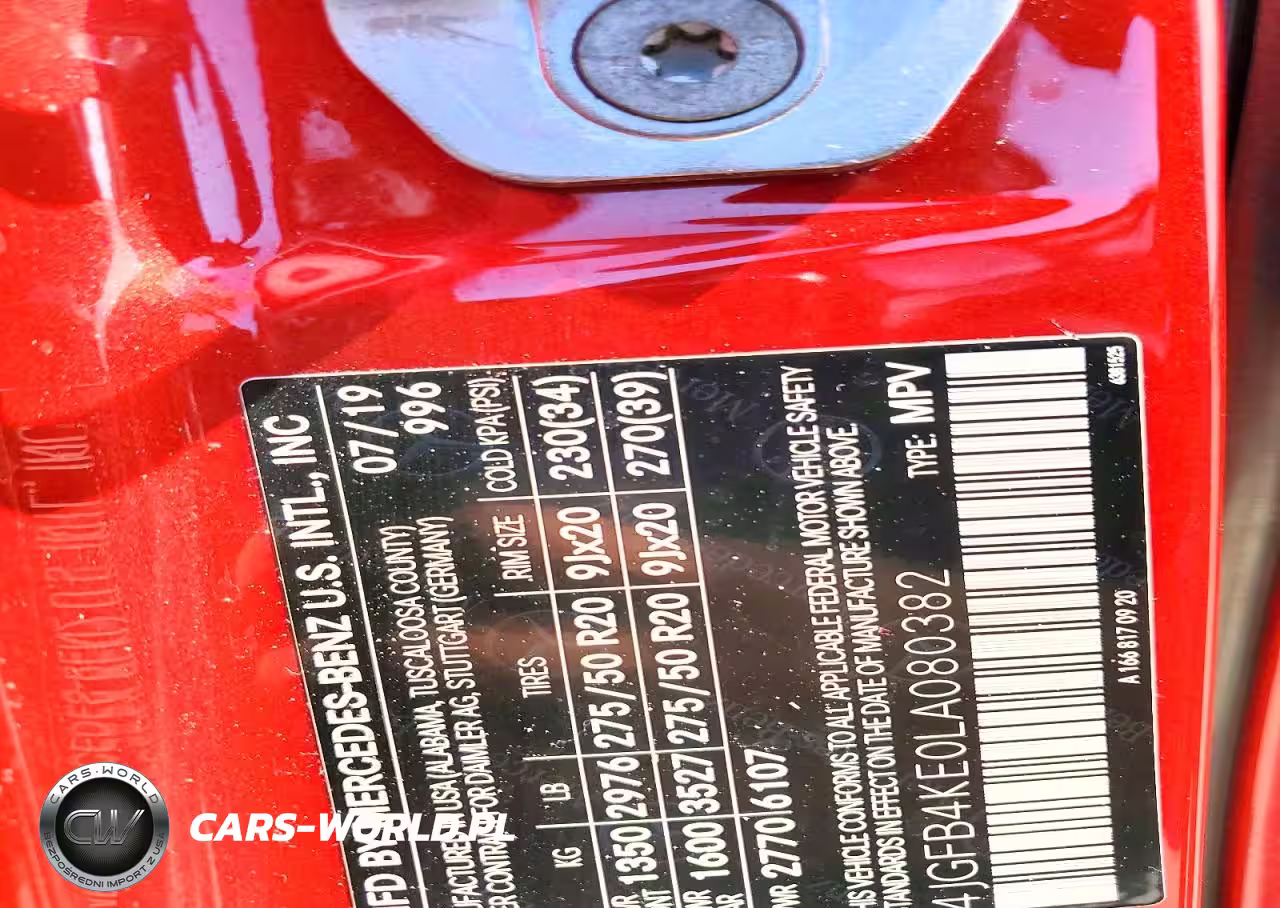 MFD BY MERCEDES-BENZ U.S. INTL., INC
07/19
996
USA (ALABAMA, TUSCALOOSA COUNTY)
FOR DAIMLER AG, STUTTGART (GERMANY)
KG LB TIRES RIM SIZE COLD KPA(PSI)
1350 2976 275/50 R20 9Jx20 230(34)
1600 3527 275/50 R20 9Jx20 270(39)
2770 6107
THIS VEHICLE CONFORMS TO ALL APPLICABLE FEDERAL MOTOR VEHICLE SAFETY
STANDARDS IN EFFECT ON THE DATE OF MANUFACTURE SHOWN ABOVE.
4JGFB4KE0LA080382 TYPE: MPV
A 166 817 09 20
6381525
CARS-WORLD
CW
BEZPOŚREDNI IMPORT Z USA
CARS-WORLD.PL